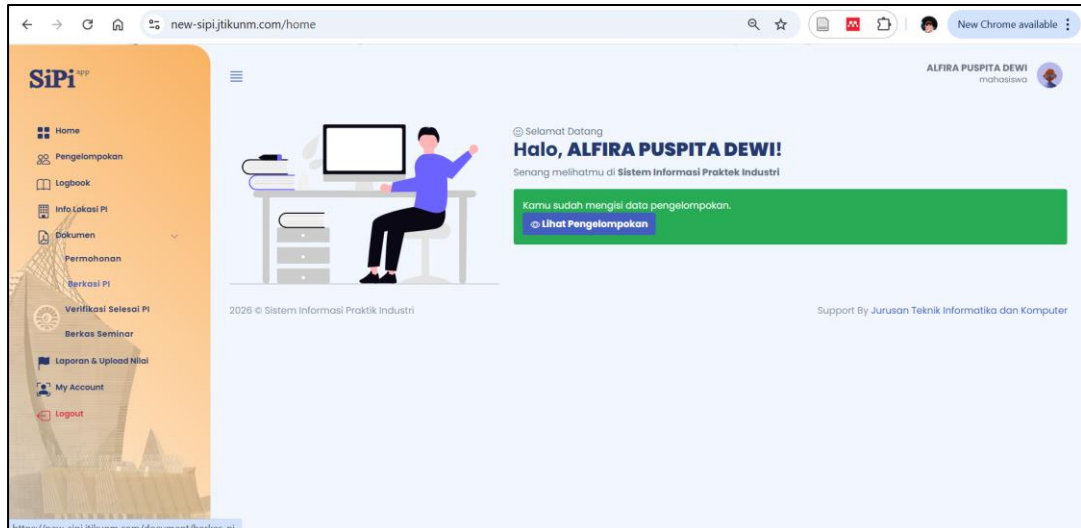 new-sipi.jtikunm.com/home
New Chrome available
SiPi app
ALFIRA PUSPITA DEWI
mahasiswa
Home
Pengelompokan
Logbook
Info Lokasi PI
Dokumen
Permohonan
Berkasi PI
Verifikasi Selesai PI
Berkas Seminar
Laporan & Upload Nilai
My Account
Logout
Selamat Datang
Halo, ALFIRA PUSPITA DEWI!
Senang melihatmu di Sistem Informasi Praktek Industri
Kamu sudah mengisi data pengelompokan.
Lihat Pengelompokan
2026 © Sistem Informasi Praktik Industri
Support By Jurusan Teknik Informatika dan Komputer